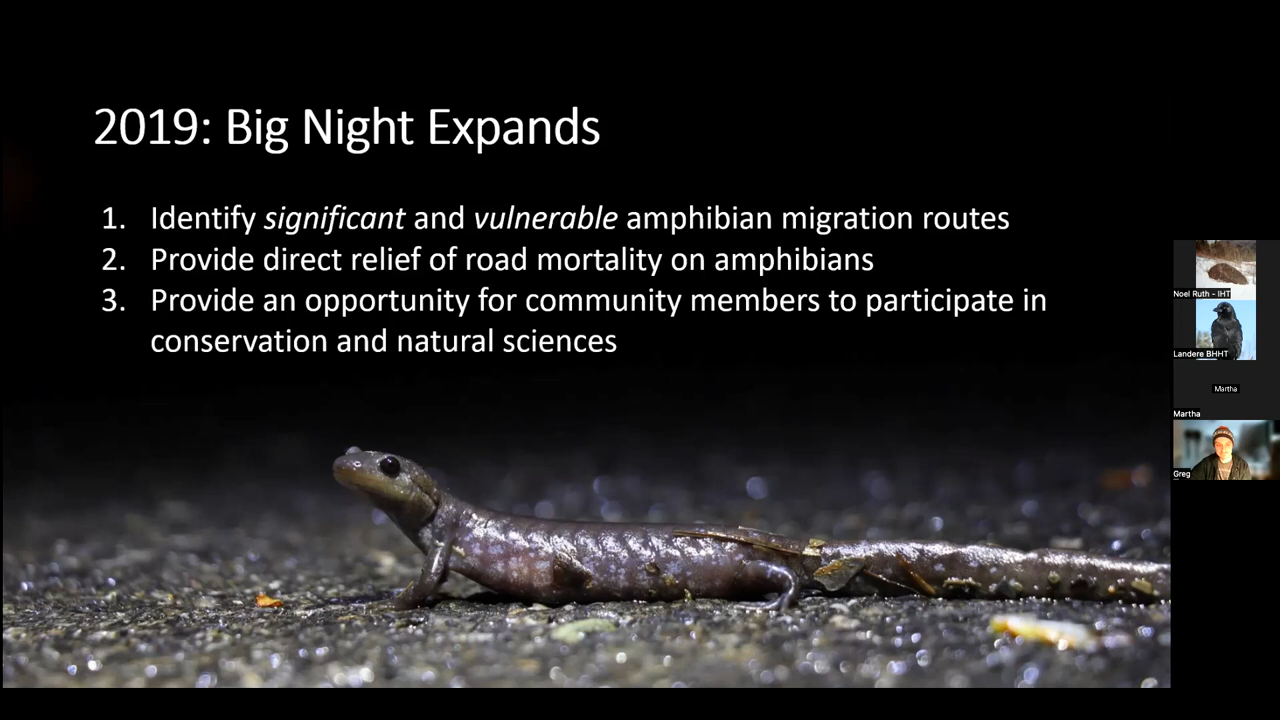 2019: Big Night Expands
1. Identify significant and vulnerable amphibian migration routes
2. Provide direct relief of road mortality on amphibians
3. Provide an opportunity for community members to participate in
conservation and natural sciences
Noel Ruth - IHT
Landere BHHT
Martha
Martha
Greg